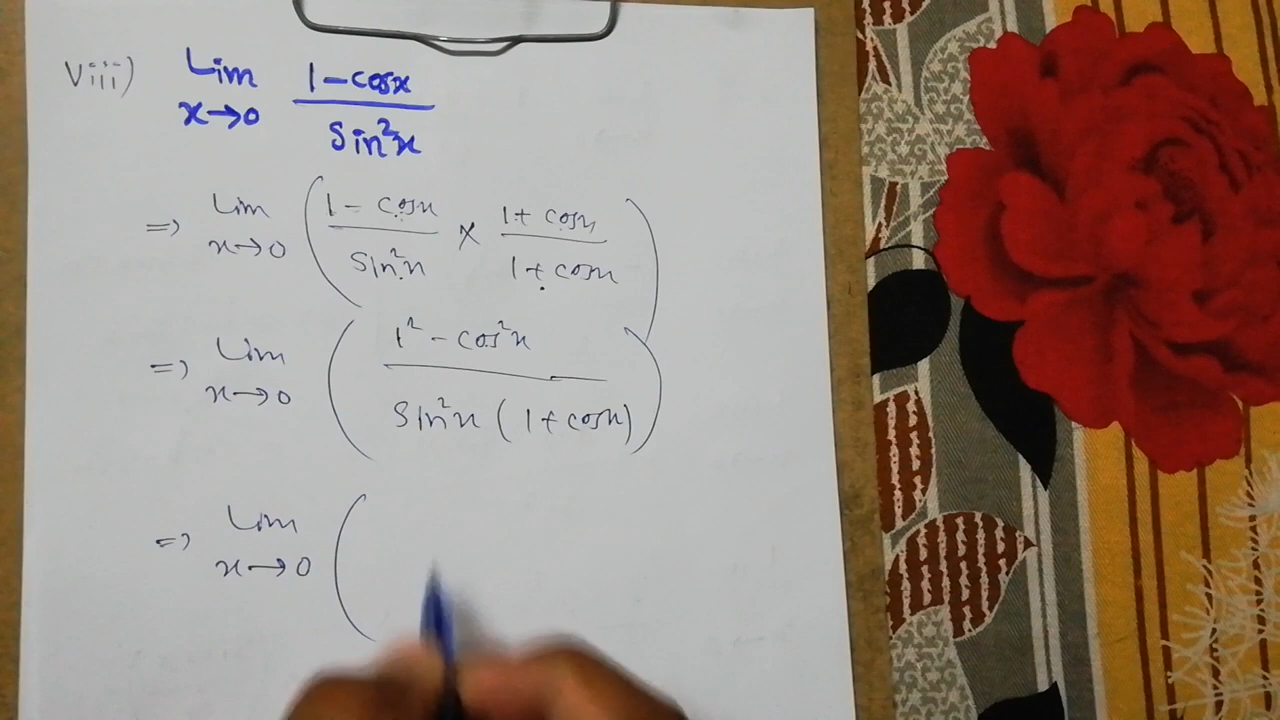 viii) Lim x→0 1-cosx / Sin²x
=> Lim x→0 ( 1 - cosx / Sin²x × 1 + cosx / 1 + cosx )
=> Lim x→0 ( 1² - cos²x / Sin²x ( 1 + cosx) )
=> Lim x→0 (